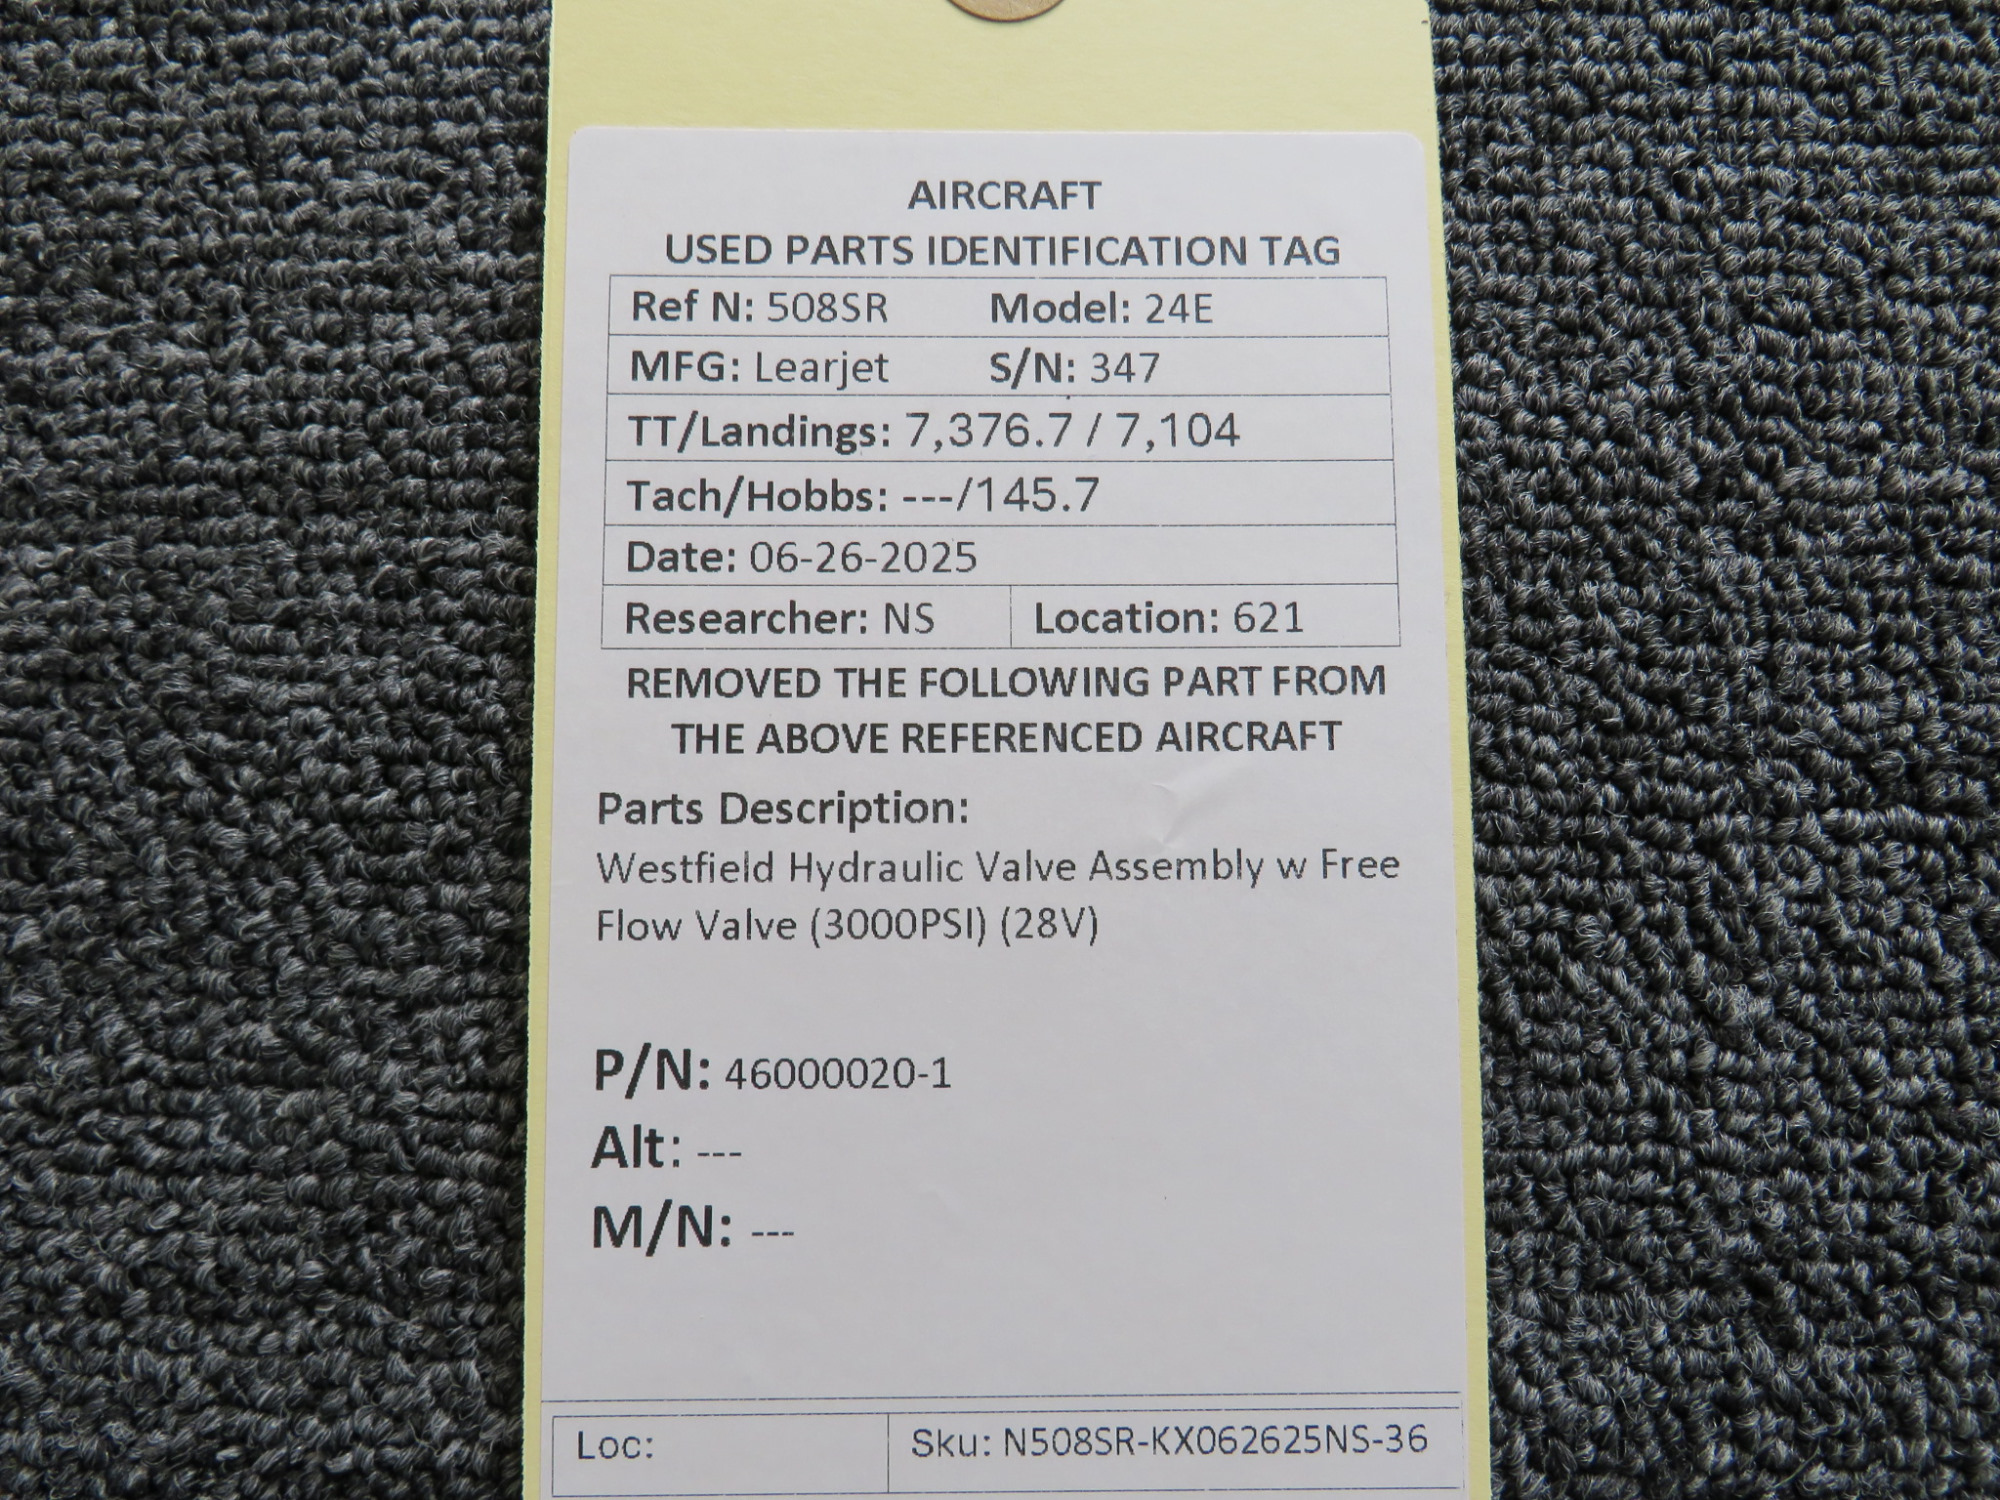 AIRCRAFT
USED PARTS IDENTIFICATION TAG
Ref N: 508SR Model: 24E
MFG: Learjet S/N: 347
TT/Landings: 7,376.7 / 7,104
Tach/Hobbs: ---/145.7
Date: 06-26-2025
Researcher: NS Location: 621
REMOVED THE FOLLOWING PART FROM
THE ABOVE REFERENCED AIRCRAFT
Parts Description:
Westfield Hydraulic Valve Assembly w Free
Flow Valve (3000PSI) (28V)
P/N: 46000020-1
Alt: ---
M/N: ---
Loc: Sku: N508SR-KX062625NS-36